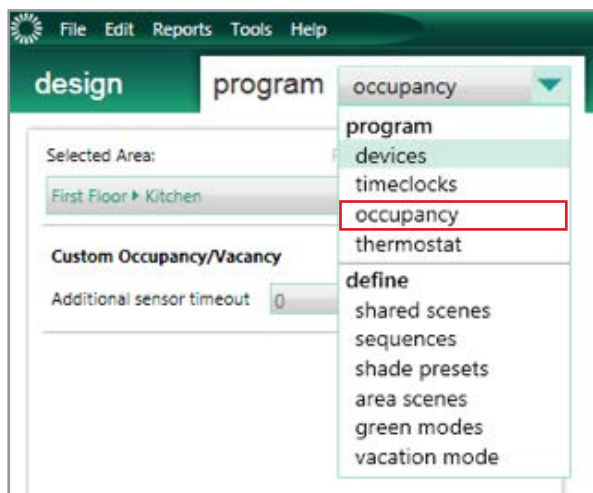 File Edit Reports Tools Help
design program occupancy
Selected Area:
First Floor ▸ Kitchen
Custom Occupancy/Vacancy
Additional sensor timeout 0
program
devices
timeclocks
occupancy
thermostat
define
shared scenes
sequences
shade presets
area scenes
green modes
vacation mode